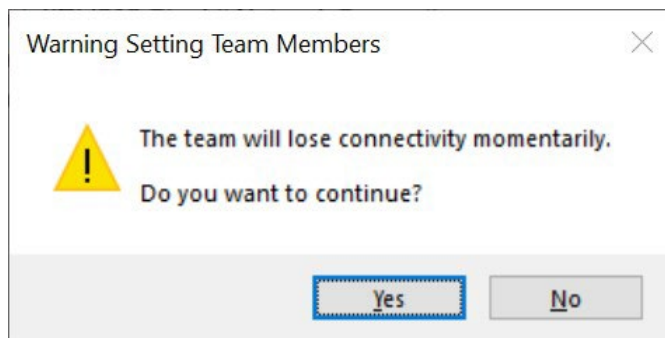 Warning Setting Team Members
The team will lose connectivity momentarily.
Do you want to continue?
Yes
No